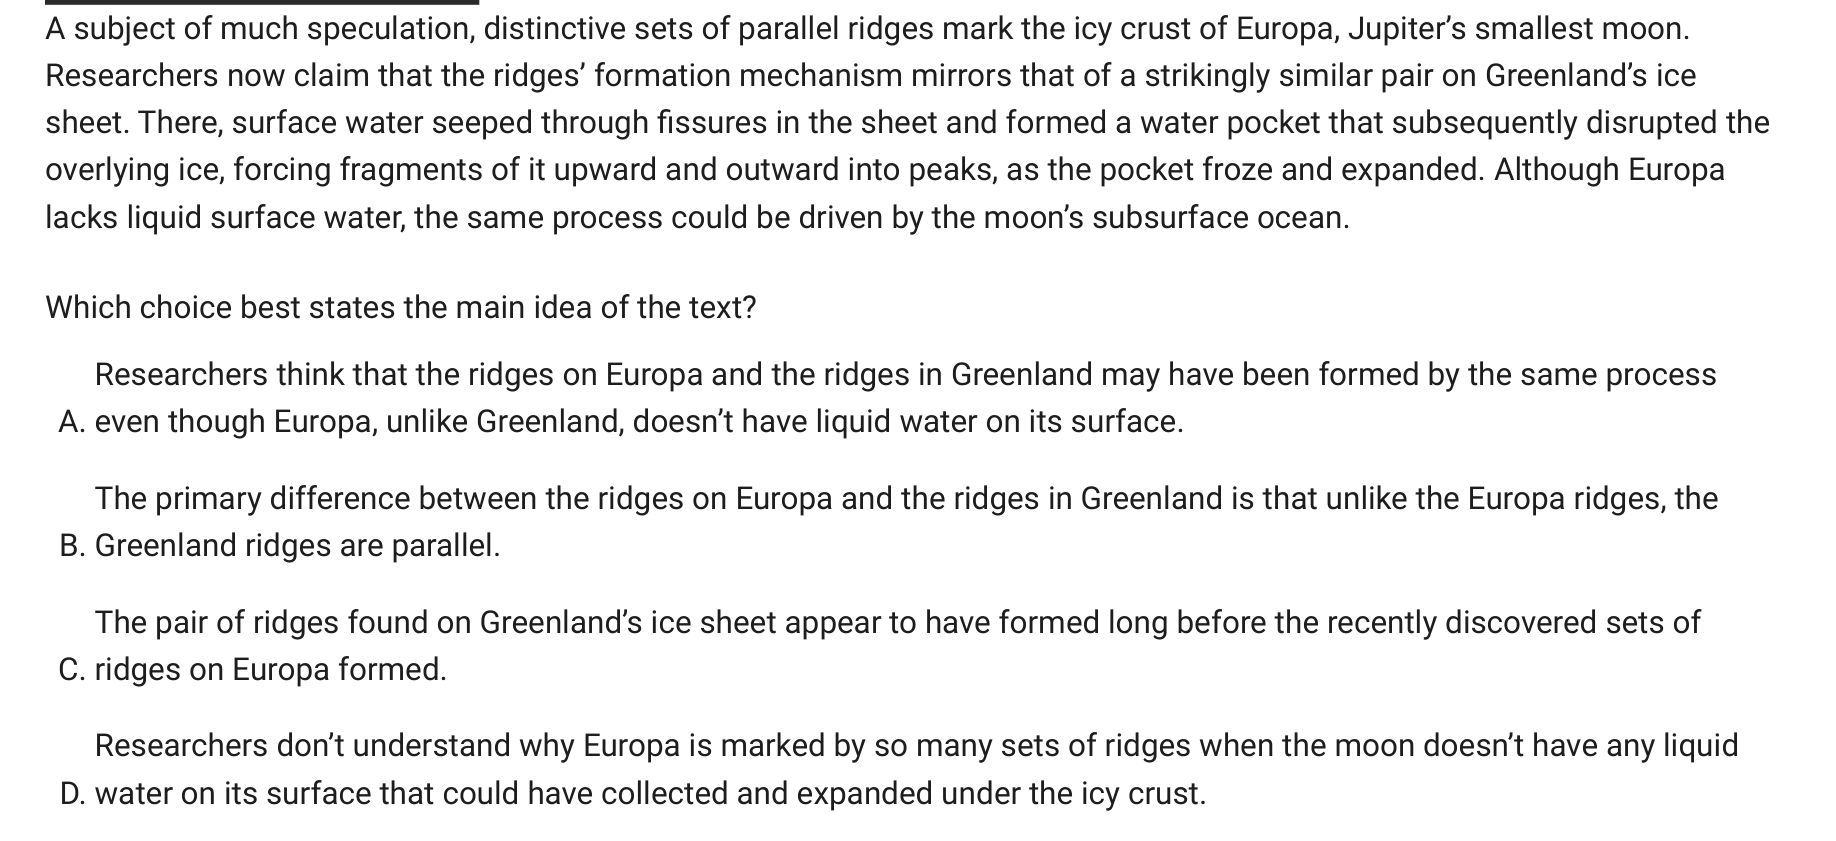 A subject of much speculation, distinctive sets of parallel ridges mark the icy crust of Europa, Jupiter’s smallest moon.
Researchers now claim that the ridges’ formation mechanism mirrors that of a strikingly similar pair on Greenland’s ice
sheet. There, surface water seeped through fissures in the sheet and formed a water pocket that subsequently disrupted the
overlying ice, forcing fragments of it upward and outward into peaks, as the pocket froze and expanded. Although Europa
lacks liquid surface water, the same process could be driven by the moon’s subsurface ocean.
Which choice best states the main idea of the text?
Researchers think that the ridges on Europa and the ridges in Greenland may have been formed by the same process
A. even though Europa, unlike Greenland, doesn’t have liquid water on its surface.
The primary difference between the ridges on Europa and the ridges in Greenland is that unlike the Europa ridges, the
B. Greenland ridges are parallel.
The pair of ridges found on Greenland’s ice sheet appear to have formed long before the recently discovered sets of
C. ridges on Europa formed.
Researchers don’t understand why Europa is marked by so many sets of ridges when the moon doesn’t have any liquid
D. water on its surface that could have collected and expanded under the icy crust.